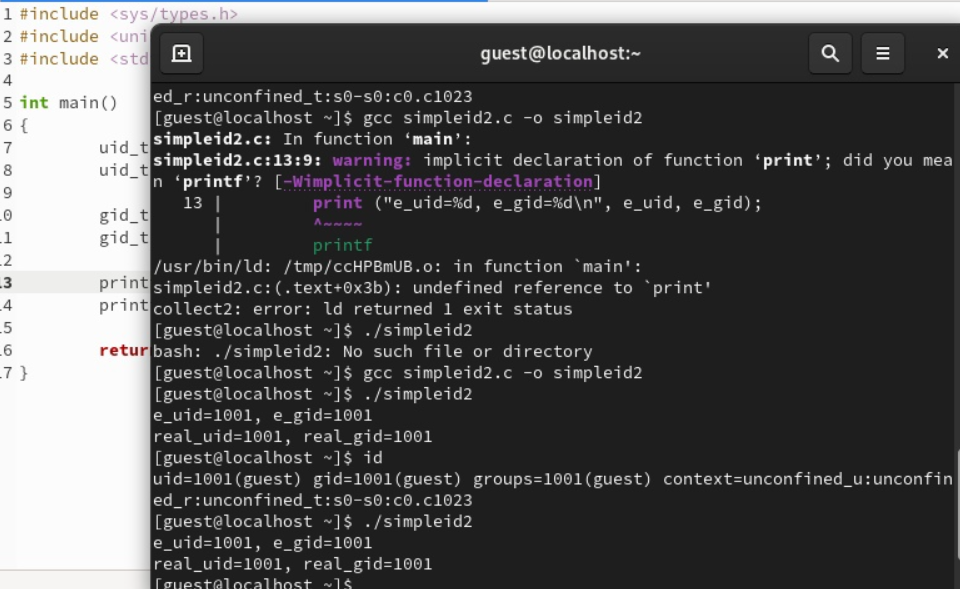 1 #include <sys/types.h>
2 #include <uni
3 #include <std
4
5 int main()
6 {
7 uid_t
8 uid_t
9
10 gid_t
11 gid_t
12
13 print
14 print
15
16 retur
17 }
guest@localhost:~
ed_r:unconfined_t:s0-s0:c0.c1023
[guest@localhost ~]$ gcc simpleid2.c -o simpleid2
simpleid2.c: In function ‘main’:
simpleid2.c:13:9: warning: implicit declaration of function ‘print’; did you mea
n ‘printf’? [-Wimplicit-function-declaration]
13 | print ("e_uid=%d, e_gid=%d\n", e_uid, e_gid);
| ^~~~~
| printf
/usr/bin/ld: /tmp/ccHPBmUB.o: in function `main':
simpleid2.c:(.text+0x3b): undefined reference to `print'
collect2: error: ld returned 1 exit status
[guest@localhost ~]$ ./simpleid2
bash: ./simpleid2: No such file or directory
[guest@localhost ~]$ gcc simpleid2.c -o simpleid2
[guest@localhost ~]$ ./simpleid2
e_uid=1001, e_gid=1001
real_uid=1001, real_gid=1001
[guest@localhost ~]$ id
uid=1001(guest) gid=1001(guest) groups=1001(guest) context=unconfined_u:unconfin
ed_r:unconfined_t:s0-s0:c0.c1023
[guest@localhost ~]$ ./simpleid2
e_uid=1001, e_gid=1001
real_uid=1001, real_gid=1001
[guest@localhost ~]$